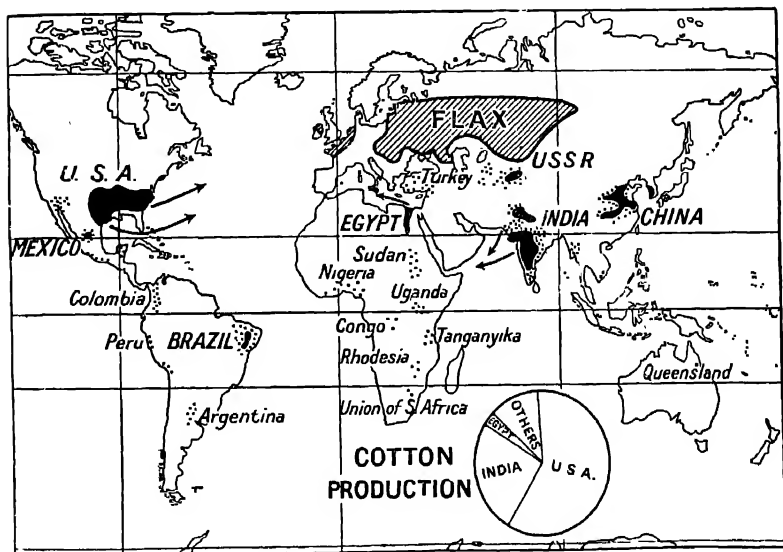 FLAX
USSR
U. S. A.
Turkey
EGYPT
INDIA
CHINA
MEXICO
Sudan
Nigeria
Colombia
Uganda
Congo
Peru
BRAZIL
Tanganyika
Rhodesia
Queensland
Argentina
Union of S. Africa
COTTON
PRODUCTION
EGYPT
OTHERS
INDIA
U S A.